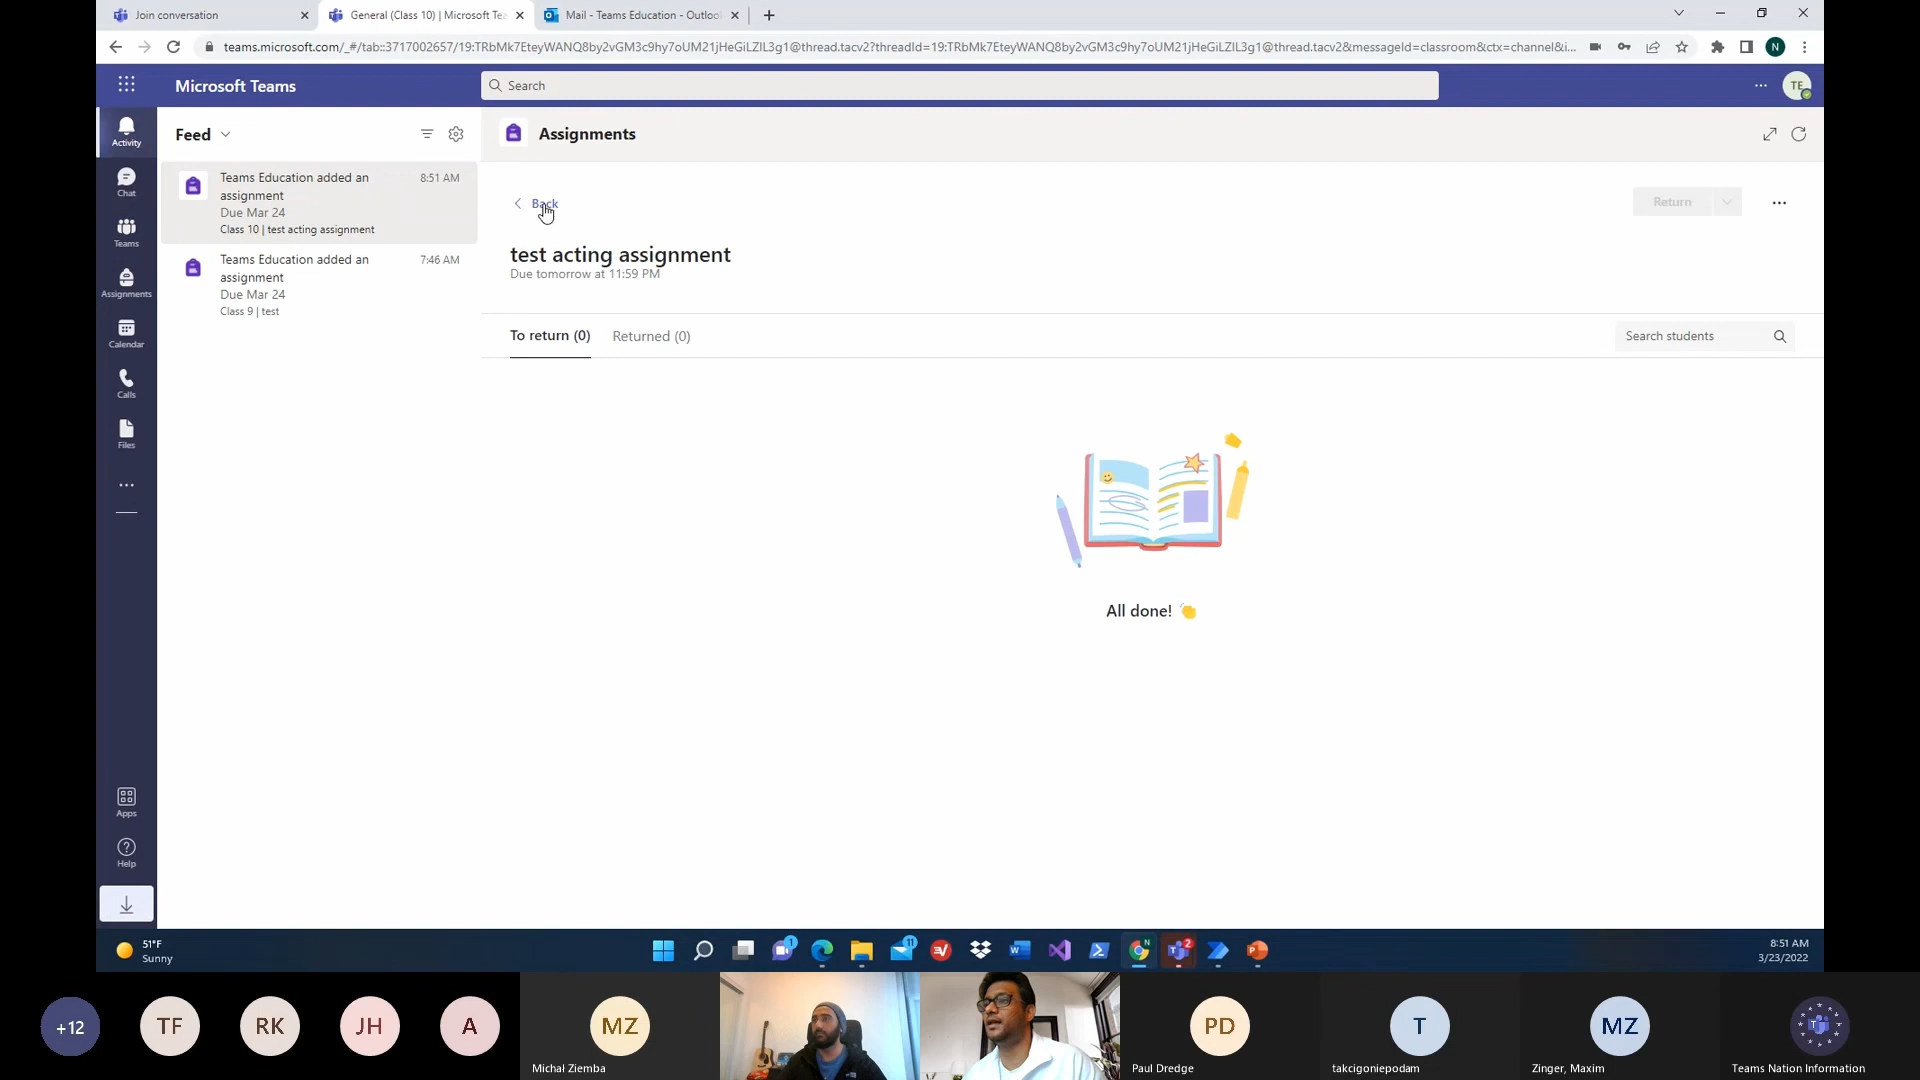 Join conversation
General (Class 10) | Microsoft Te
Mail - Teams Education - Outloo
teams.microsoft.com/_#/tab::3717002657/19:TRbMk7EteyWANQ8by2vGM3c9hy7oUM21jHeGiLZIL3g1@thread.tacv2?threadId=19:TRbMk7EteyWANQ8by2vGM3c9hy7oUM21jHeGiLZIL3g1@thread.tacv2&messageId=classroom&ctx=channel&i...
N
Microsoft Teams
Search
TE
Activity
Chat
Teams
Assignments
Calendar
Calls
Files
Apps
Help
Feed
Teams Education added an
assignment
8:51 AM
Due Mar 24
Class 10 | test acting assignment
Teams Education added an
assignment
7:46 AM
Due Mar 24
Class 9 | test
Assignments
Back
Return
test acting assignment
Due tomorrow at 11:59 PM
To return (0)
Returned (0)
Search students
All done! 👏
51°F
Sunny
1
11
2
8:51 AM
3/23/2022
+12
TF
RK
JH
A
MZ
Michał Ziemba
PD
Paul Dredge
T
takcigoniepodam
MZ
Zinger, Maxim
Teams Nation Information